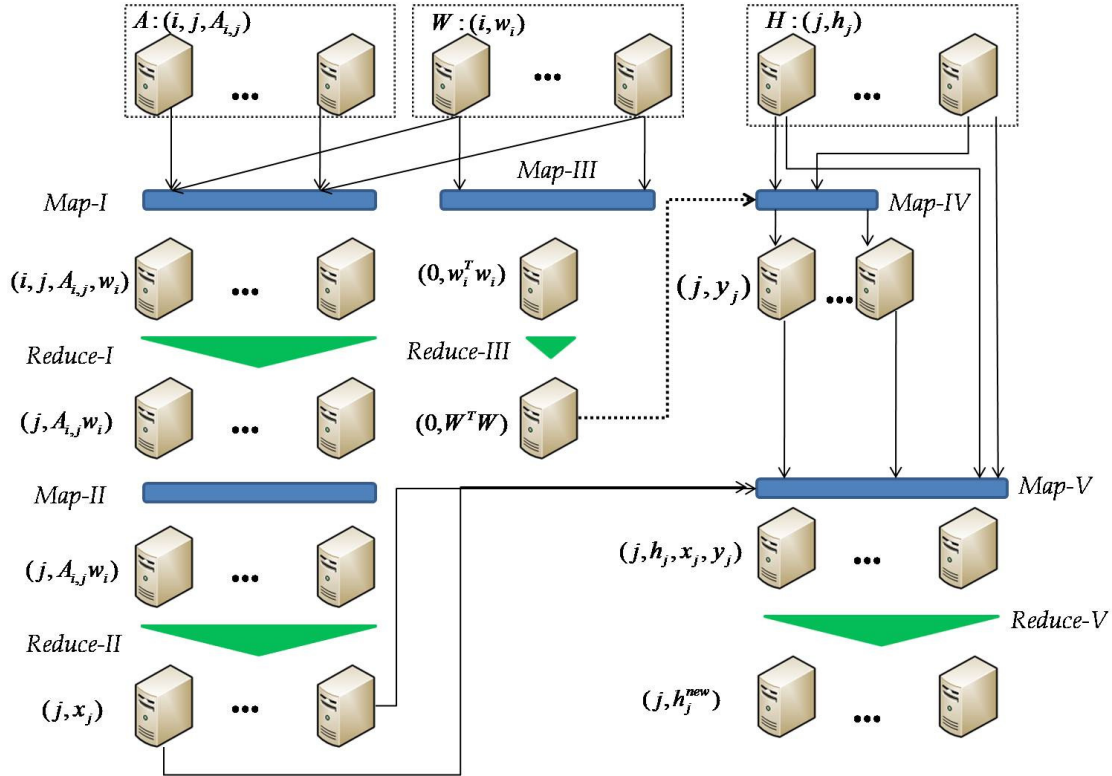 A : (i, j, A_{i,j})
W : (i, w_i)
H : (j, h_j)
...
...
...
Map-I
Map-III
Map-IV
(i, j, A_{i,j}, w_i)
...
(0, w_i^T w_i)
(j, y_j)
...
Reduce-I
Reduce-III
(j, A_{i,j} w_i)
...
(0, W^T W)
Map-II
Map-V
(j, A_{i,j} w_i)
...
(j, h_j, x_j, y_j)
...
Reduce-II
Reduce-V
(j, x_j)
...
(j, h_j^{new})
...